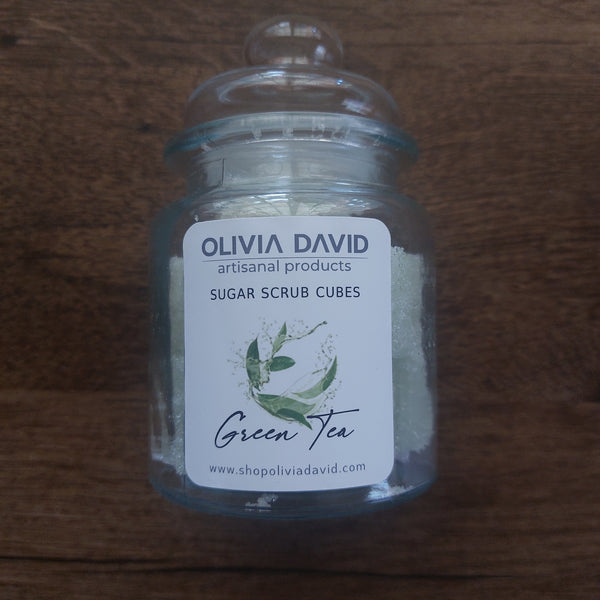 OLIVIA DAVID
artisanal products
SUGAR SCRUB CUBES
Green Tea
www.shopoliviadavid.com